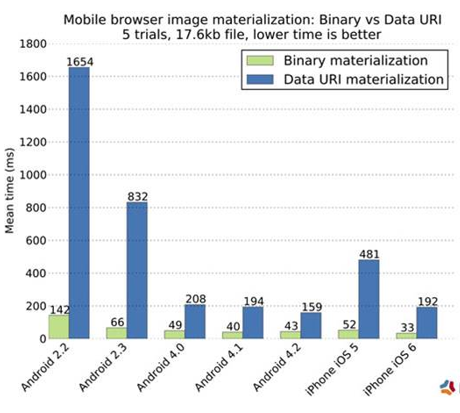 Mobile browser image materialization: Binary vs Data URI
5 trials, 17.6kb file, lower time is better
Binary materialization
Data URI materialization
Mean time (ms)
1800
1600
1400
1200
1000
800
600
400
200
0
142
1654
66
832
49
208
40
194
43
159
52
481
33
192
Android 2.2
Android 2.3
Android 4.0
Android 4.1
Android 4.2
iPhone iOS 5
iPhone iOS 6